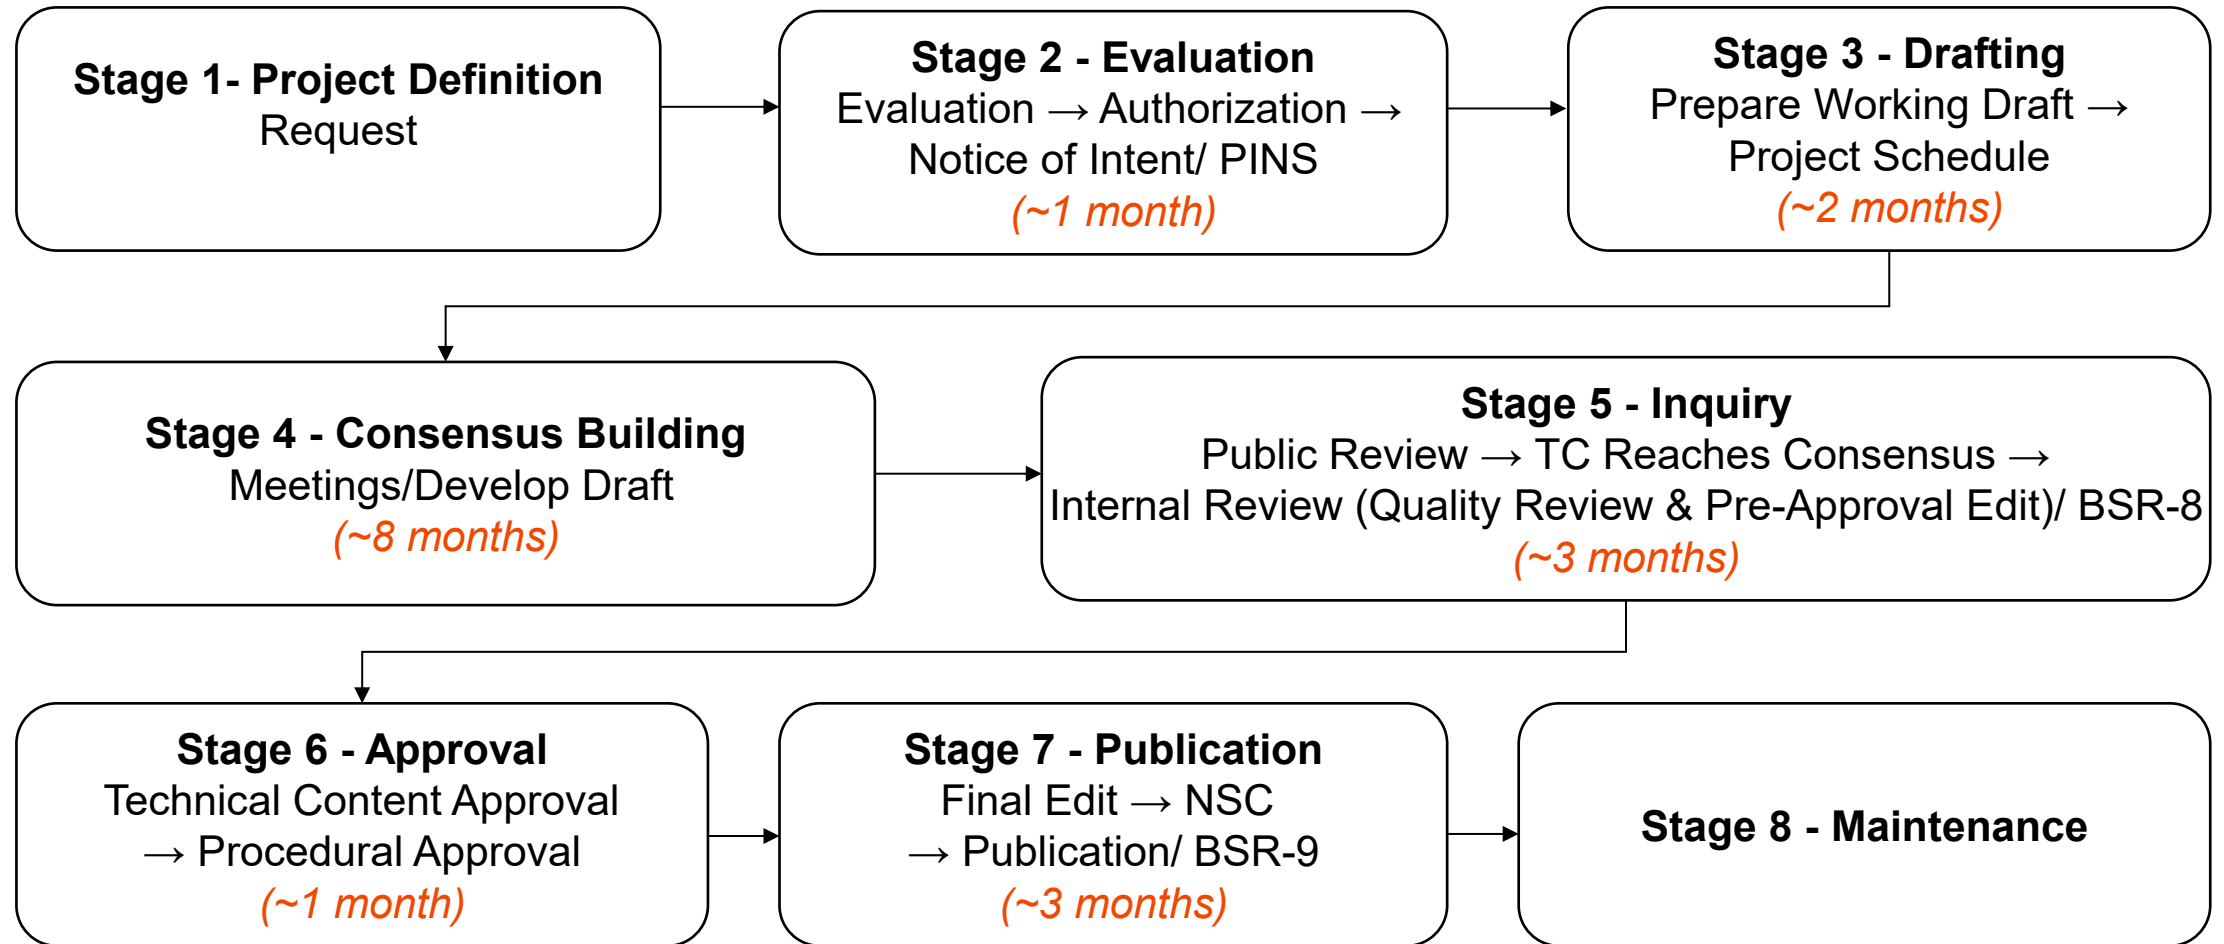 Stage 1- Project Definition
Request
Stage 2 - Evaluation
Evaluation → Authorization →
Notice of Intent/ PINS
(~1 month)
Stage 3 - Drafting
Prepare Working Draft →
Project Schedule
(~2 months)
Stage 4 - Consensus Building
Meetings/Develop Draft
(~8 months)
Stage 5 - Inquiry
Public Review → TC Reaches Consensus →
Internal Review (Quality Review & Pre-Approval Edit)/ BSR-8
(~3 months)
Stage 6 - Approval
Technical Content Approval
→ Procedural Approval
(~1 month)
Stage 7 - Publication
Final Edit → NSC
→ Publication/ BSR-9
(~3 months)
Stage 8 - Maintenance